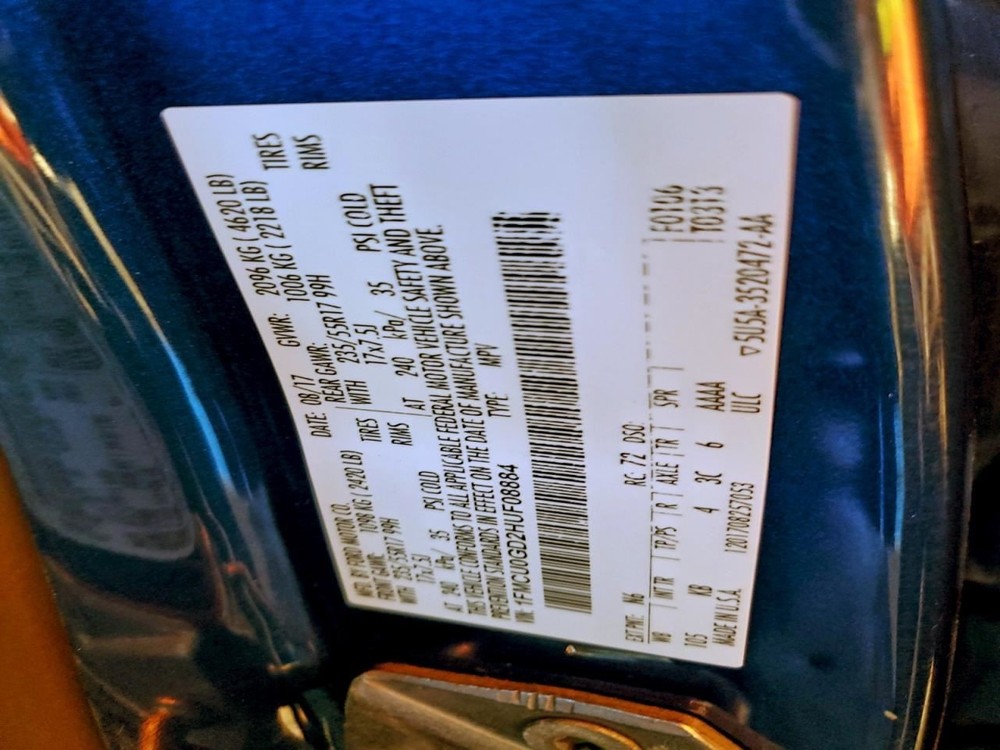 MFD. BY FORD MOTOR CO. DATE: 08/17 GVWR: 2096 KG ( 4620 LB)
FRONT GAWR: 1098 KG ( 2420 LB) REAR GAWR: 1006 KG ( 2218 LB)
WITH 235/55R17 99H TIRES WITH 235/55R17 99H TIRES
17x7.5J RIMS 17x7.5J RIMS
AT 240 kPa/ 35 PSI COLD AT 240 kPa/ 35 PSI COLD
THIS VEHICLE CONFORMS TO ALL APPLICABLE FEDERAL MOTOR VEHICLE SAFETY AND THEFT
PREVENTION STANDARDS IN EFFECT ON THE DATE OF MANUFACTURE SHOWN ABOVE.
VIN: 1FMCU0GD2HUF08884 TYPE: MPV
EXT PNT: N6 RC: 72 DSO: F0106
WB INT TR TP/PS R AXLE TR SPR T0313
105 KB 4 3C 6 AAAA
MADE IN U.S.A. ULC ▽5U5A-3520472-AA